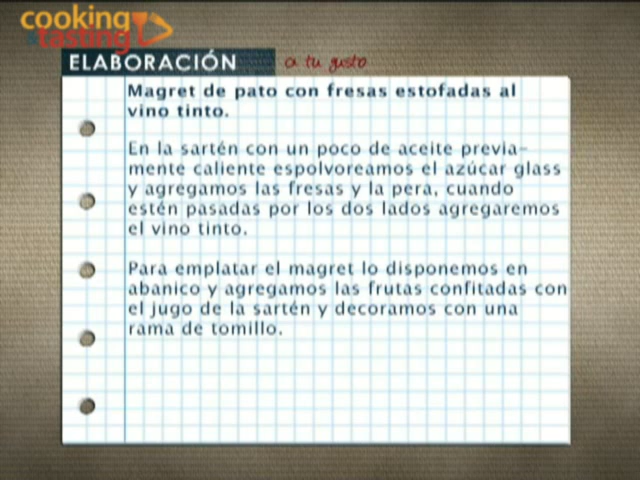 cooking
& tasting
ELABORACIÓN a tu gusto
Magret de pato con fresas estofadas al
vino tinto.
En la sartén con un poco de aceite previa-
mente caliente espolvoreamos el azúcar glass
y agregamos las fresas y la pera, cuando
estén pasadas por los dos lados agregaremos
el vino tinto.
Para emplatar el magret lo disponemos en
abanico y agregamos las frutas confitadas con
el jugo de la sartén y decoramos con una
rama de tomillo.